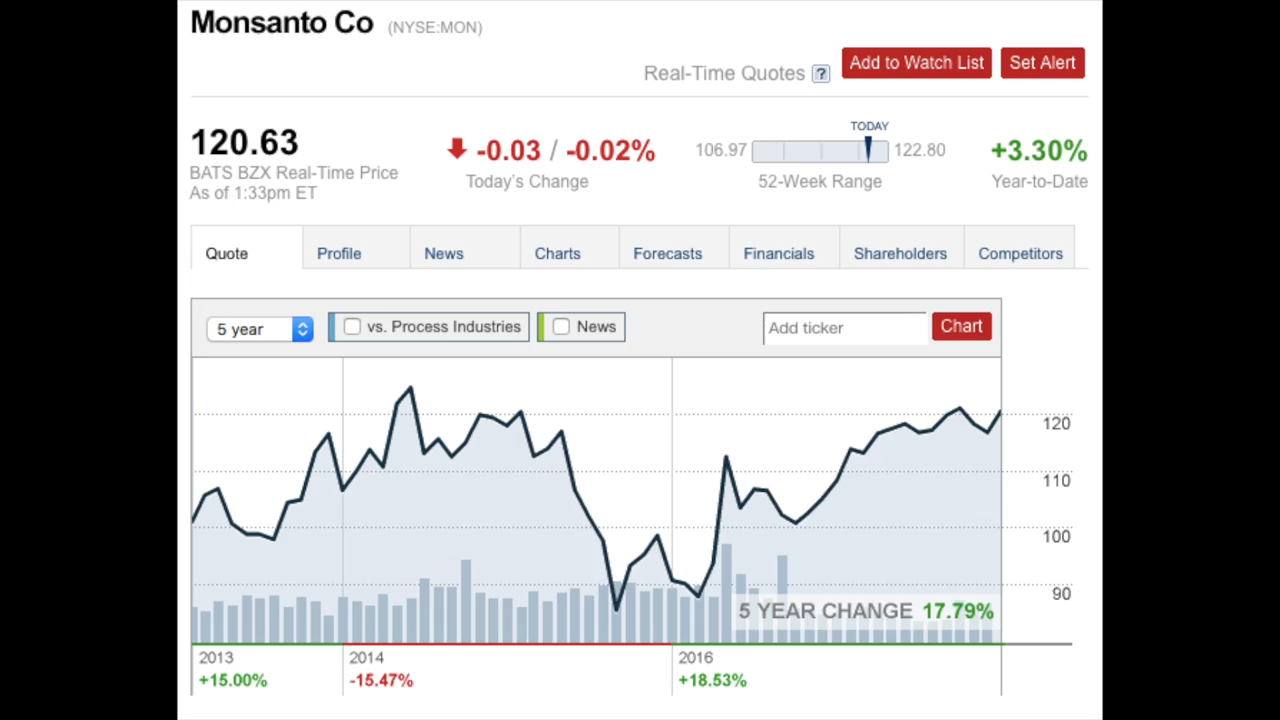 Monsanto Co (NYSE:MON)
Real-Time Quotes ? Add to Watch List Set Alert
120.63
BATS BZX Real-Time Price
As of 1:33pm ET
-0.03 / -0.02%
Today's Change
TODAY
106.97 122.80
52-Week Range
+3.30%
Year-to-Date
Quote Profile News Charts Forecasts Financials Shareholders Competitors
5 year vs. Process Industries News Add ticker Chart
120
110
100
90
5 YEAR CHANGE 17.79%
2013 2014 2016
+15.00% -15.47% +18.53%